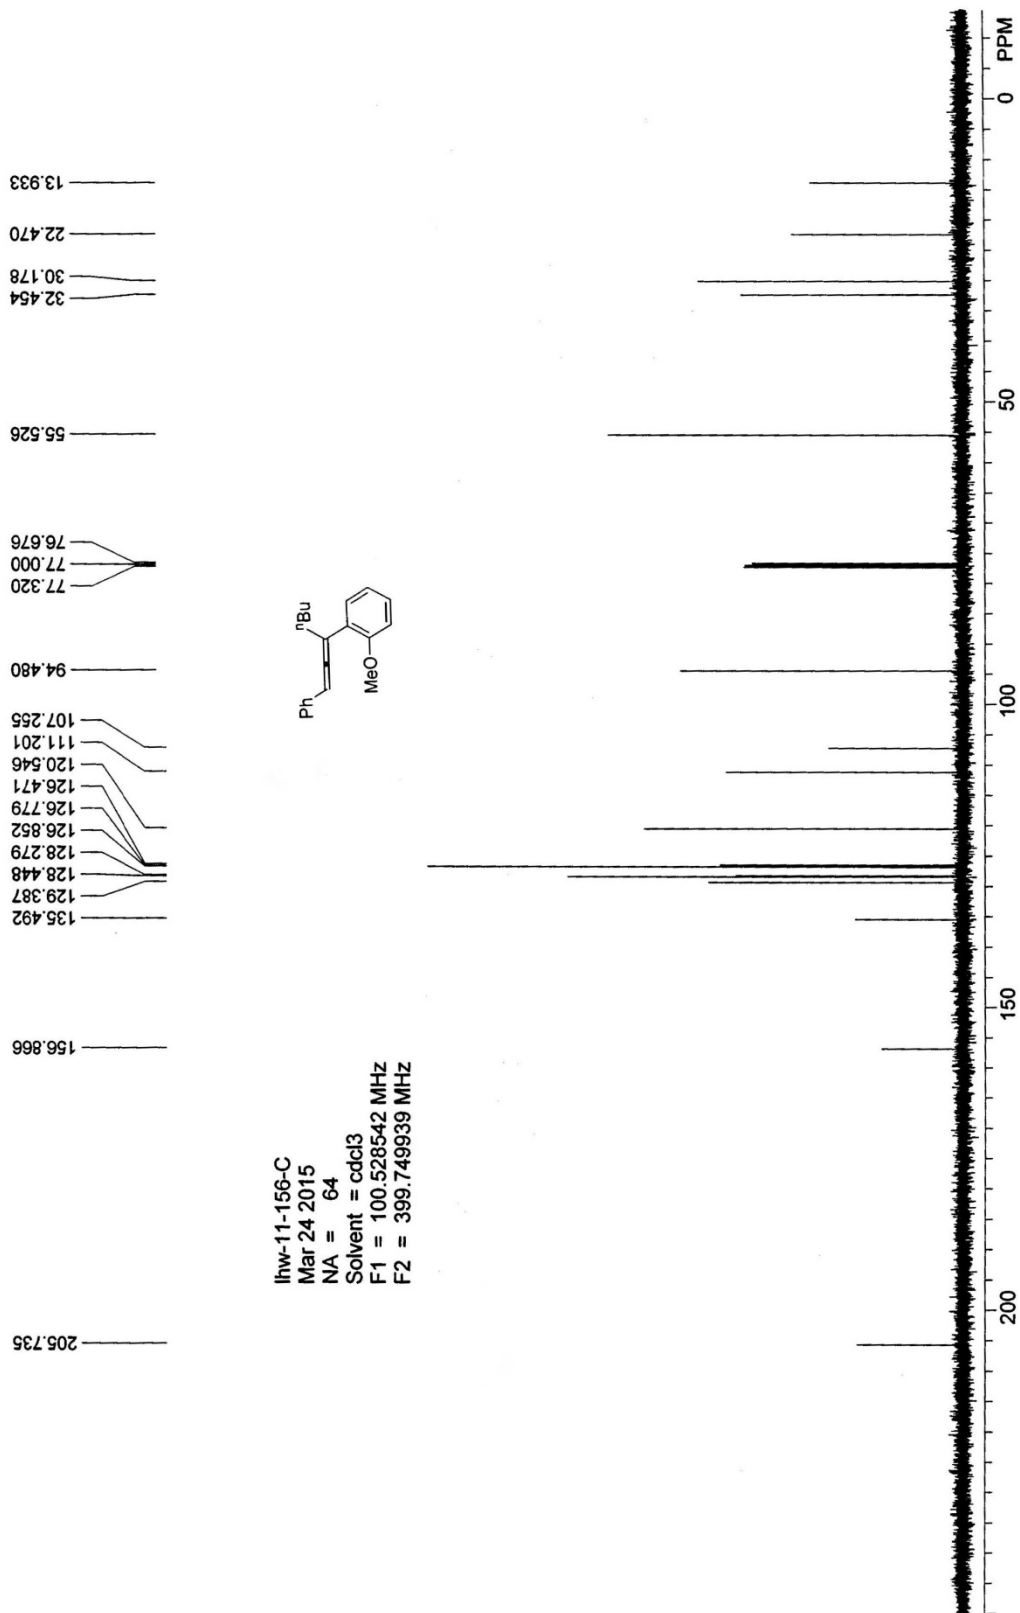 205.735
156.866
135.492
129.387
128.448
128.279
126.852
126.779
126.471
120.546
111.201
107.255
94.480
77.320
77.000
76.676
55.526
32.454
30.178
22.470
13.933
lhw-11-156-C
Mar 24 2015
NA = 64
Solvent = cdcl3
F1 = 100.528542 MHz
F2 = 399.749939 MHz
Ph
nBu
MeO
200
150
100
50
0
PPM